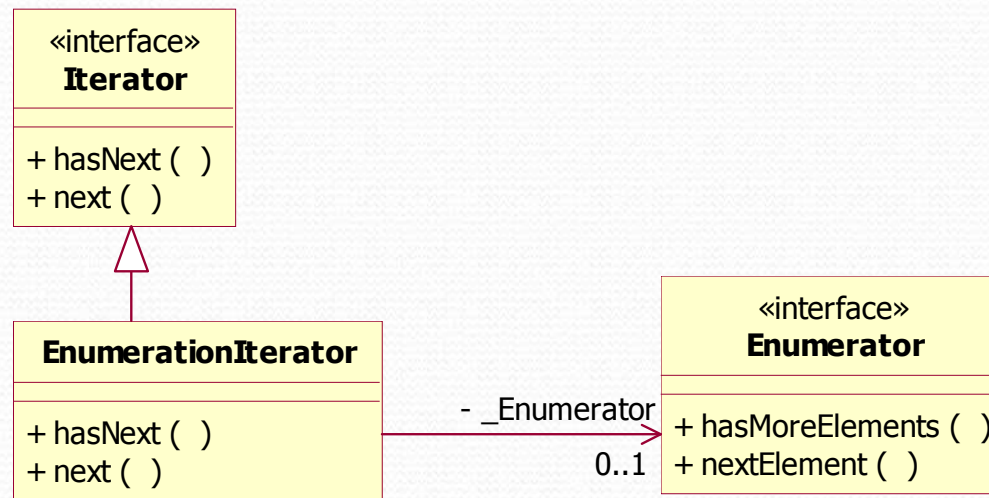 «interface»
Iterator
+ hasNext ( )
+ next ( )
EnumerationIterator
+ hasNext ( )
+ next ( )
- _Enumerator
0..1
«interface»
Enumerator
+ hasMoreElements ( )
+ nextElement ( )